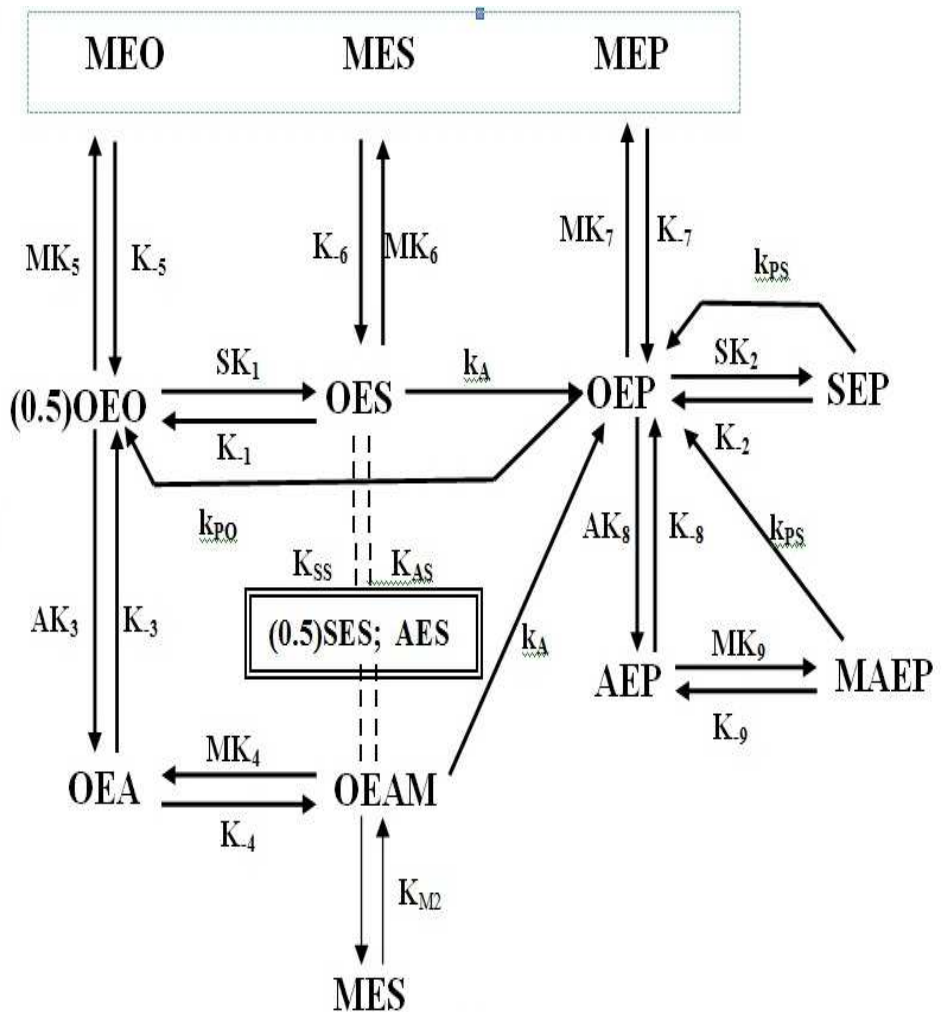 MEO MES MEP
MK5 K-5 K-6 MK6 MK7 K-7
kPS
SK1 kA SK2
(0.5)OEO OES OEP SEP
K-1 K-2
kPO AK8 K-8 kPS
KSS KAS
AK3 K-3 (0.5)SES; AES kA
AEP MK9 MAEP
K-9
MK4
OEA OEAM
K-4
KM2
MES